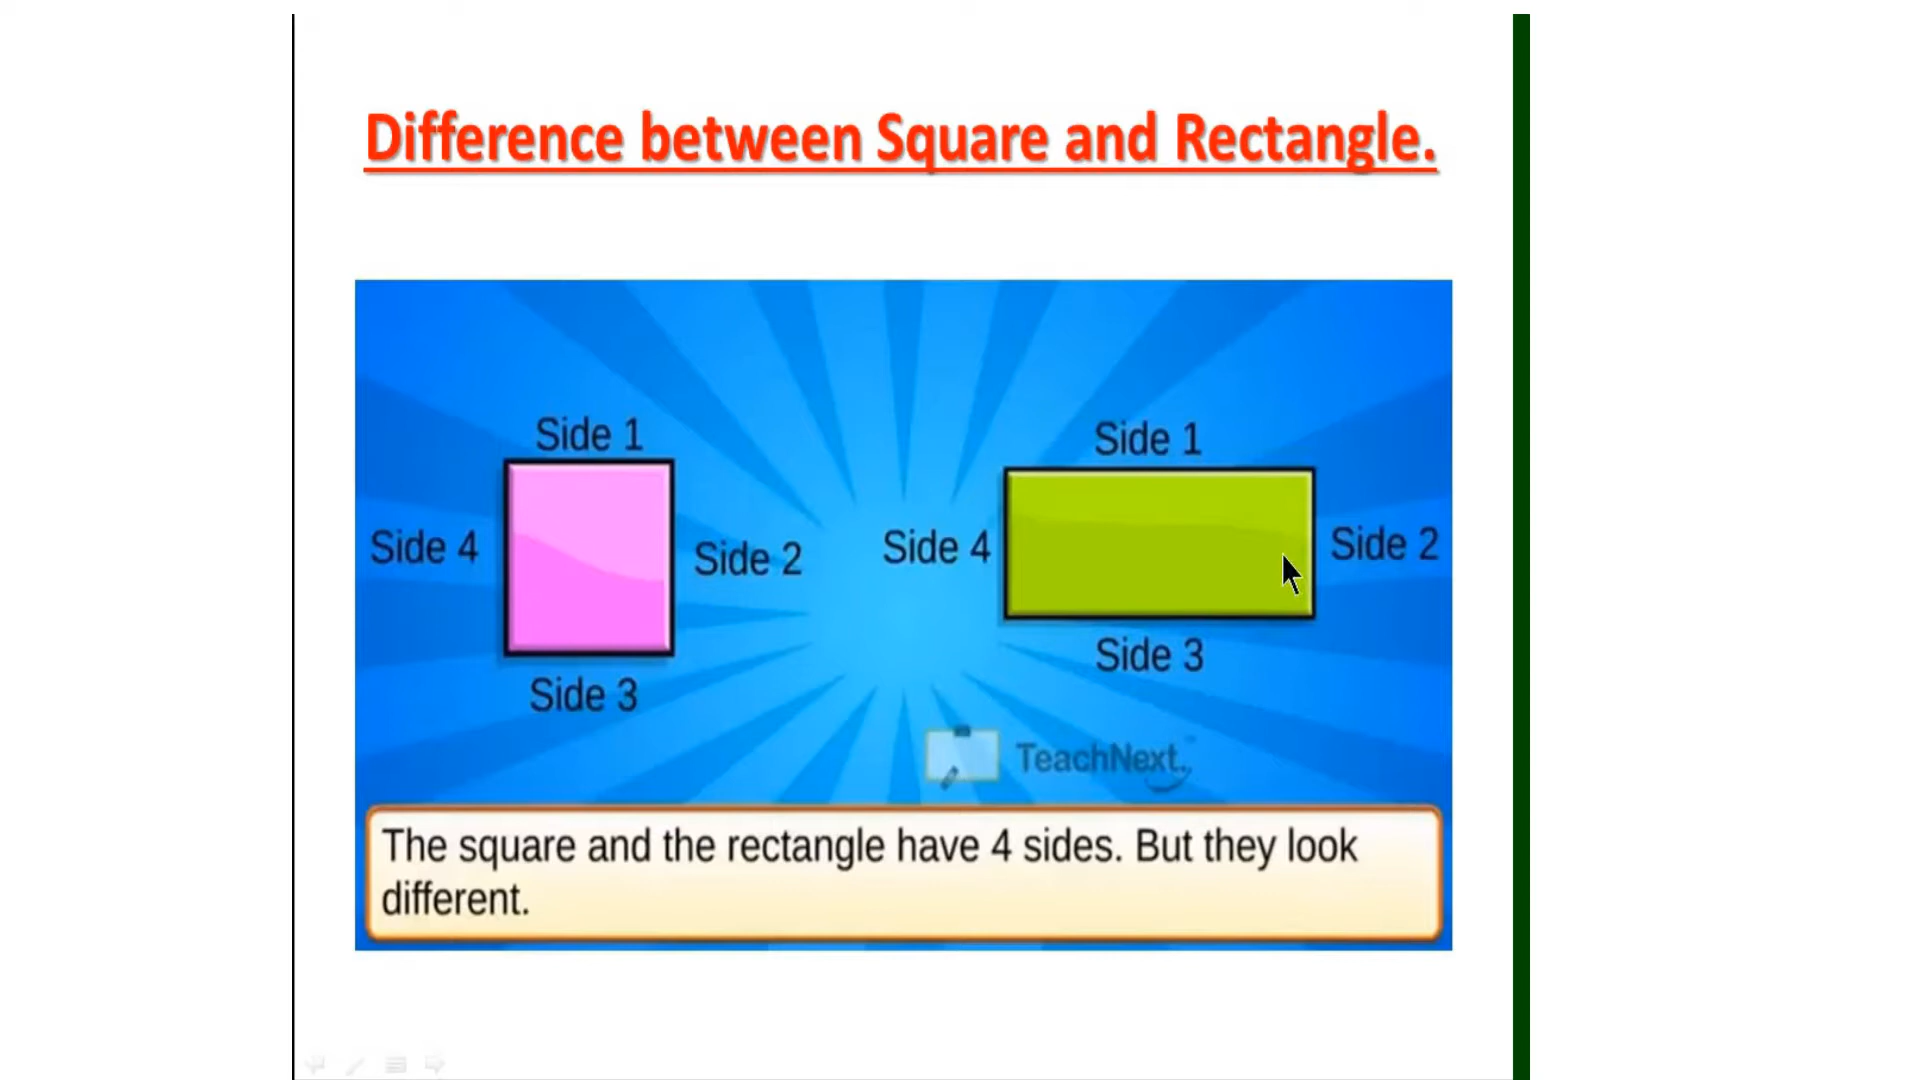 Difference between Square and Rectangle.
Side 1
Side 4
Side 2
Side 3
Side 1
Side 4
Side 2
Side 3
TeachNext
The square and the rectangle have 4 sides. But they look
different.